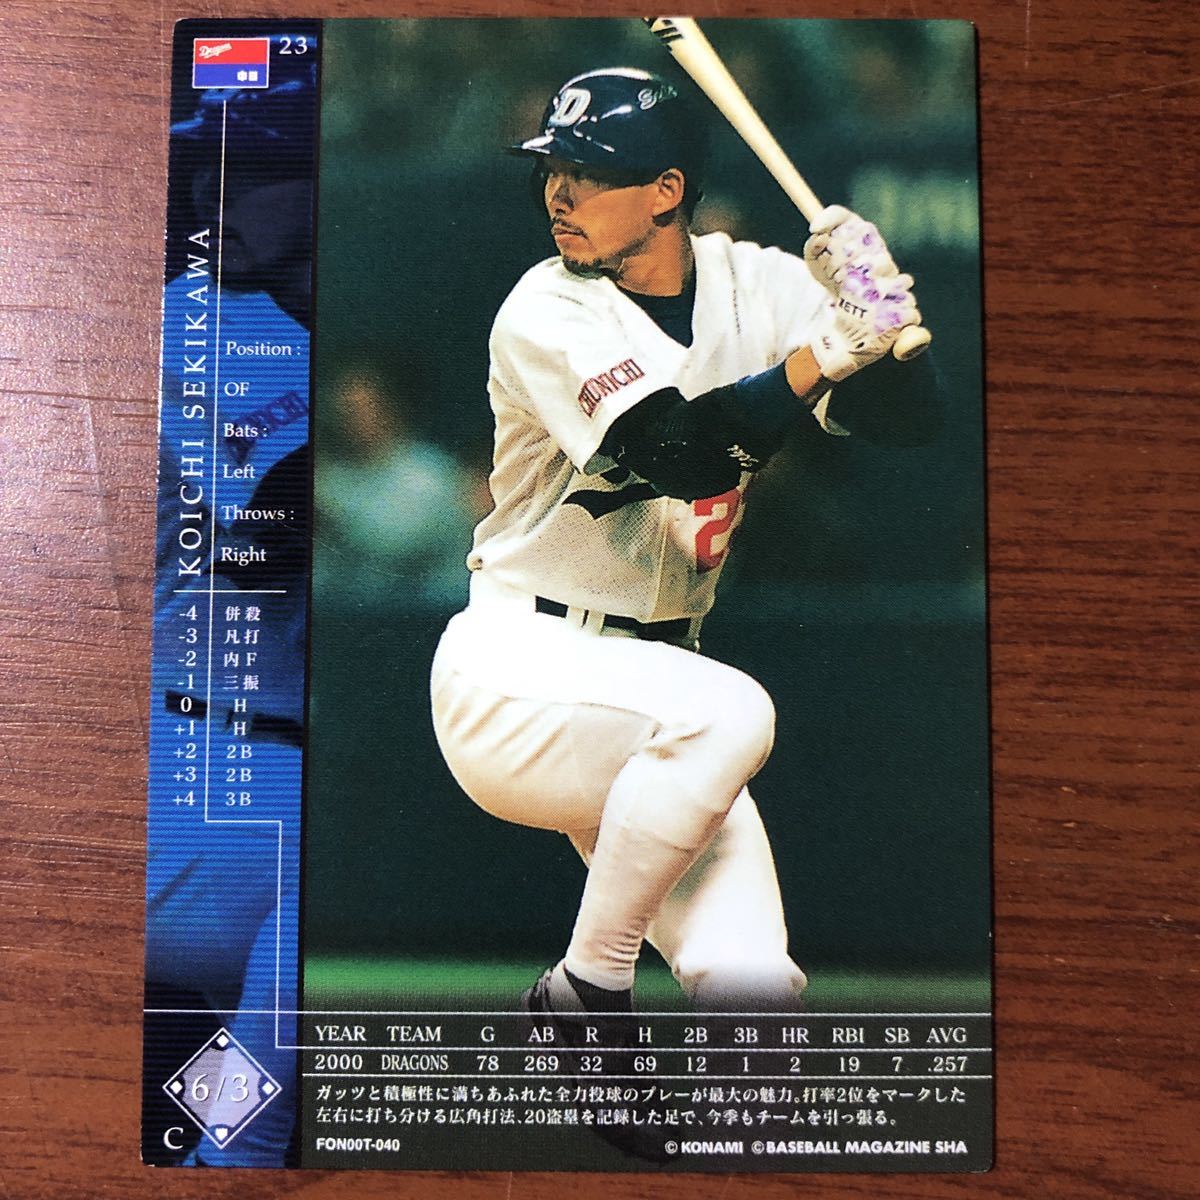 Dragons
中日
23
KOICHI SEKIKAWA
Position :
OF
Bats :
Left
Throws :
Right
-4 併殺
-3 凡打
-2 内F
-1 三振
0 H
+1 H
+2 2B
+3 2B
+4 3B
6/3
C
D
CHUNICHI
2
YEAR TEAM G AB R H 2B 3B HR RBI SB AVG
2000 DRAGONS 78 269 32 69 12 1 2 19 7 .257
ガッツと積極性に満ちあふれた全力投球のプレーが最大の魅力。打率2位をマークした
左右に打ち分ける広角打法、20盗塁を記録した足で、今季もチームを引っ張る。
FON00T-040
©KONAMI ©BASEBALL MAGAZINE SHA